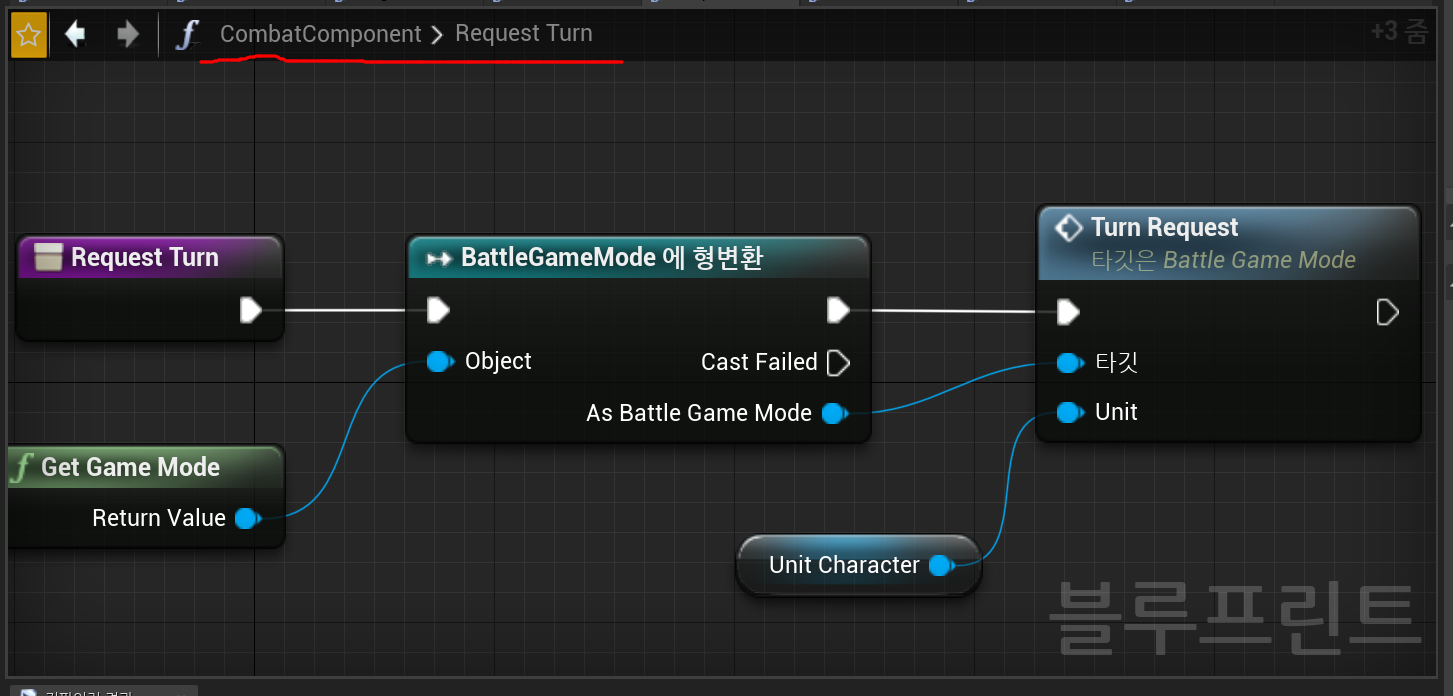 CombatComponent > Request Turn
+3 줌
Request Turn
BattleGameMode 에 형변환
Object
Cast Failed
As Battle Game Mode
Turn Request
타깃은 Battle Game Mode
타깃
Unit
Get Game Mode
Return Value
Unit Character
블루프린트